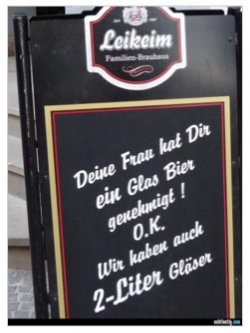 Leikeim
Familien-Brauhaus
Deine Frau hat Dir
ein Glas Bier
genehmigt !
O.K.
Wir haben auch
2-Liter Gläser